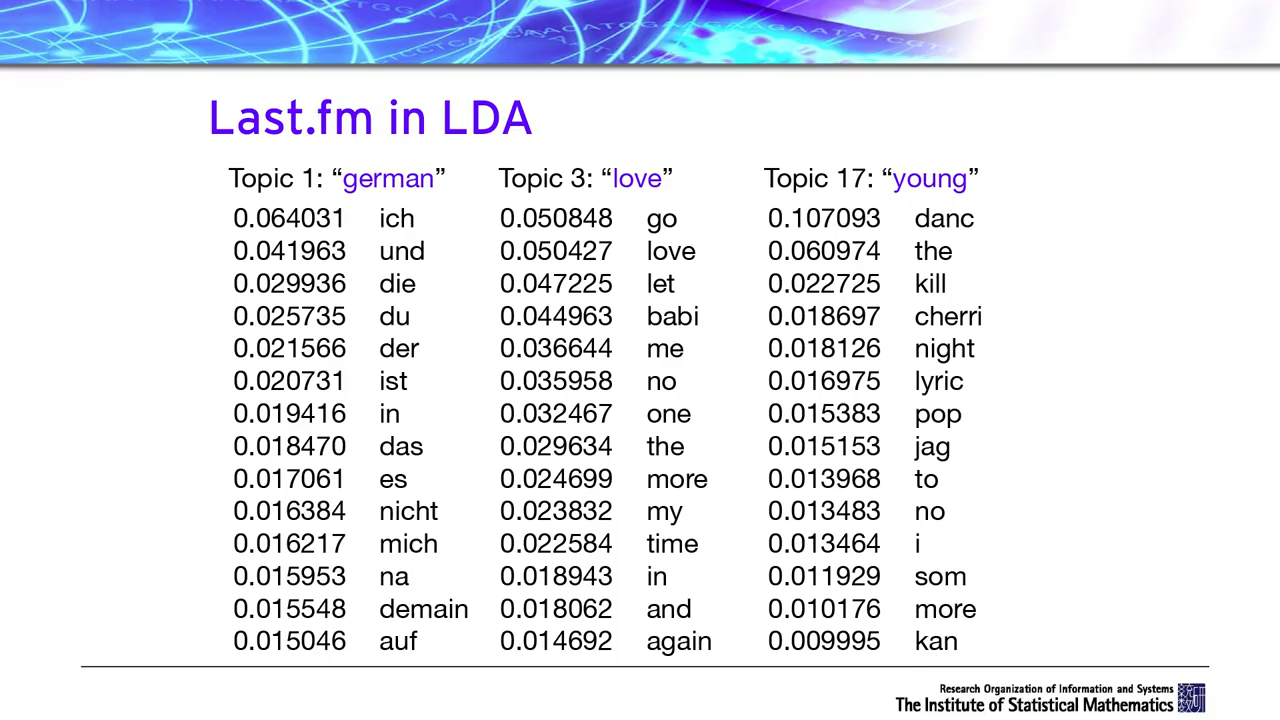 Last.fm in LDA
Topic 1: “german” Topic 3: “love” Topic 17: “young”
0.064031 ich 0.050848 go 0.107093 danc
0.041963 und 0.050427 love 0.060974 the
0.029936 die 0.047225 let 0.022725 kill
0.025735 du 0.044963 babi 0.018697 cherri
0.021566 der 0.036644 me 0.018126 night
0.020731 ist 0.035958 no 0.016975 lyric
0.019416 in 0.032467 one 0.015383 pop
0.018470 das 0.029634 the 0.015153 jag
0.017061 es 0.024699 more 0.013968 to
0.016384 nicht 0.023832 my 0.013483 no
0.016217 mich 0.022584 time 0.013464 i
0.015953 na 0.018943 in 0.011929 som
0.015548 demain 0.018062 and 0.010176 more
0.015046 auf 0.014692 again 0.009995 kan
Research Organization of Information and Systems
The Institute of Statistical Mathematics